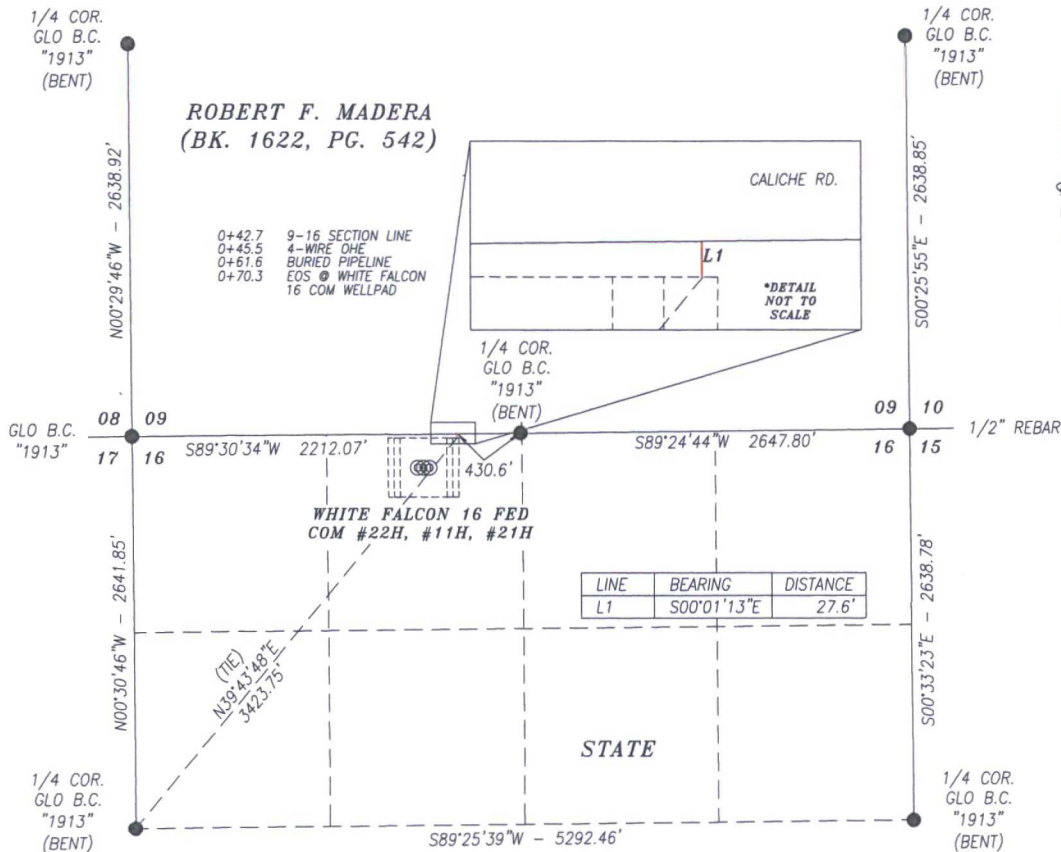 1/4 COR.
GLO B.C.
"1913"
(BENT)
1/4 COR.
GLO B.C.
"1913"
(BENT)
ROBERT F. MADERA
(BK. 1622, PG. 542)
N00°29'46"W - 2638.92'
S00°25'55"E - 2638.85'
CALICHE RD.
L1
*DETAIL
NOT TO
SCALE
0+42.7 9-16 SECTION LINE
0+45.5 4-WIRE OHE
0+61.6 BURIED PIPELINE
0+70.3 EOS @ WHITE FALCON
16 COM WELLPAD
1/4 COR.
GLO B.C.
"1913"
(BENT)
GLO B.C.
"1913"
08 09
17 16
S89°30'34"W 2212.07'
430.6'
S89°24'44"W 2647.80'
09 10
16 15
1/2" REBAR
WHITE FALCON 16 FED
COM #22H, #11H, #21H
LINE BEARING DISTANCE
L1 S00°01'13"E 27.6'
N00°30'46"W - 2641.85'
S00°33'23"E - 2638.78'
(TIE)
N39°43'48"E
3423.75'
STATE
1/4 COR.
GLO B.C.
"1913"
(BENT)
S89°25'39"W - 5292.46'
1/4 COR.
GLO B.C.
"1913"
(BENT)